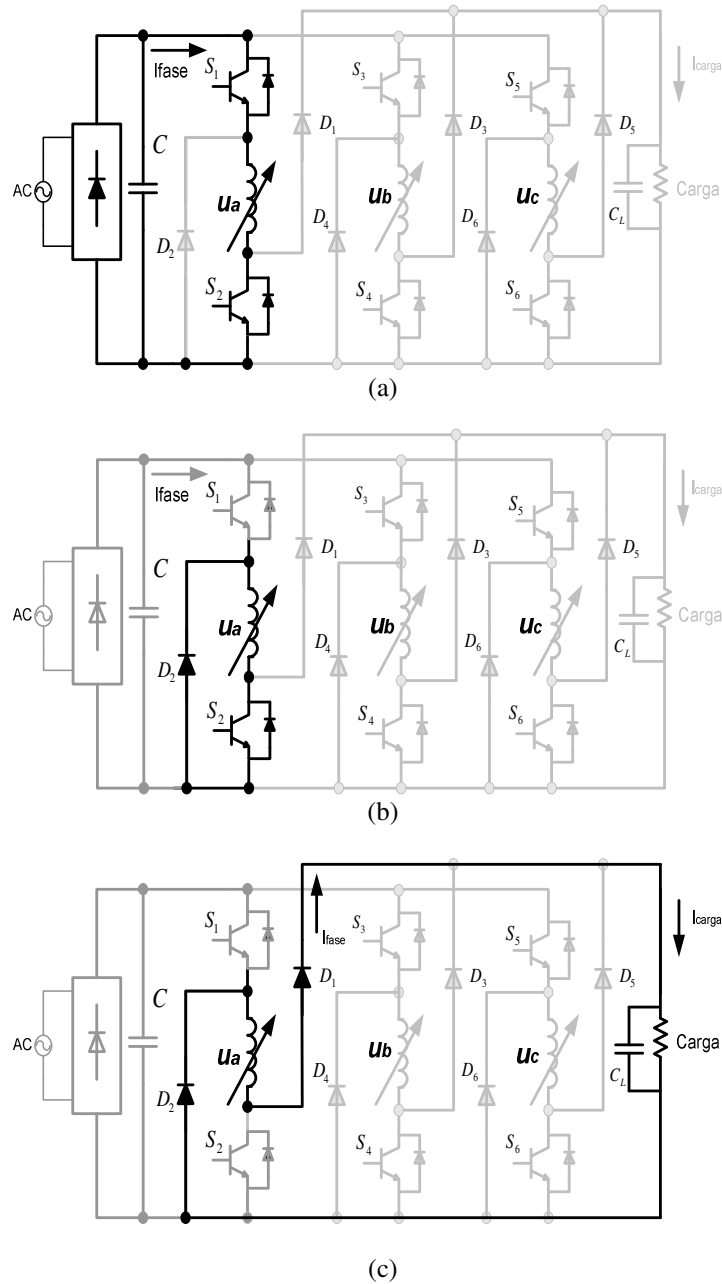 Ifase
I carga
S1
S3
S5
AC
C
D1
D3
D5
ua
ub
uc
D2
D4
D6
CL
Carga
S2
S4
S6
(a)
Ifase
I carga
S1
S3
S5
AC
C
D1
D3
D5
ua
ub
uc
D2
D4
D6
CL
Carga
S2
S4
S6
(b)
Ifase
Icarga
S1
S3
S5
AC
C
D1
D3
D5
ua
ub
uc
D2
D4
D6
CL
Carga
S2
S4
S6
(c)